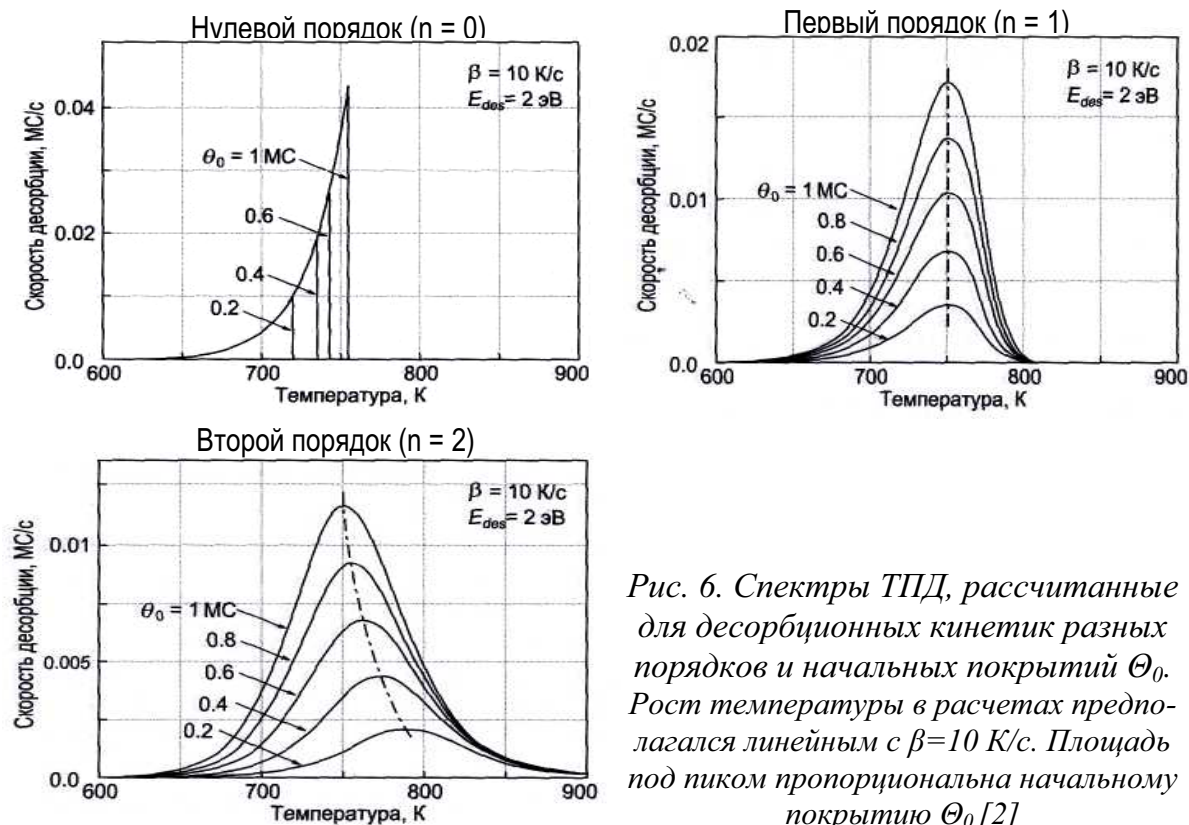 Нулевой порядок (n = 0)
β = 10 К/с
E_des = 2 эВ
Скорость десорбции, МС/с
0.04
0.02
0.0
θ₀ = 1 МС
0.6
0.4
0.2
600
700
800
900
Температура, К
Первый порядок (n = 1)
β = 10 К/с
E_des = 2 эВ
Скорость десорбции, МС/с
0.02
0.01
0.0
θ₀ = 1 МС
0.8
0.6
0.4
0.2
600
700
800
900
Температура, К
Второй порядок (n = 2)
β = 10 К/с
E_des = 2 эВ
Скорость десорбции, МС/с
0.01
0.005
0.0
θ₀ = 1 МС
0.8
0.6
0.4
0.2
600
700
800
900
Температура, К
Рис. 6. Спектры ТПД, рассчитанные
для десорбционных кинетик разных
порядков и начальных покрытий Θ₀.
Рост температуры в расчетах предпо-
лагался линейным с β=10 К/с. Площадь
под пиком пропорциональна начальному
покрытию Θ₀ [2]